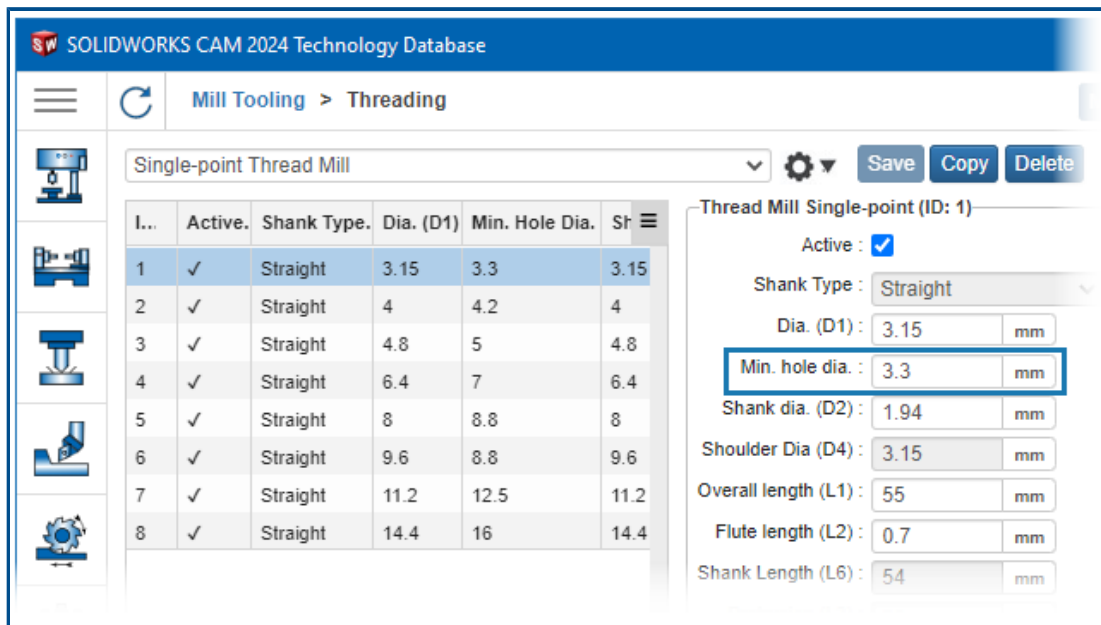 SW SOLIDWORKS CAM 2024 Technology Database
Mill Tooling > Threading
Single-point Thread Mill
Save Copy Delete
I... Active. Shank Type. Dia. (D1) Min. Hole Dia. Sh
1 ✓ Straight 3.15 3.3 3.15
2 ✓ Straight 4 4.2 4
3 ✓ Straight 4.8 5 4.8
4 ✓ Straight 6.4 7 6.4
5 ✓ Straight 8 8.8 8
6 ✓ Straight 9.6 8.8 9.6
7 ✓ Straight 11.2 12.5 11.2
8 ✓ Straight 14.4 16 14.4
Thread Mill Single-point (ID: 1)
Active :
Shank Type : Straight
Dia. (D1) : 3.15 mm
Min. hole dia. : 3.3 mm
Shank dia. (D2) : 1.94 mm
Shoulder Dia (D4) : 3.15 mm
Overall length (L1) : 55 mm
Flute length (L2) : 0.7 mm
Shank Length (L6) : 54 mm